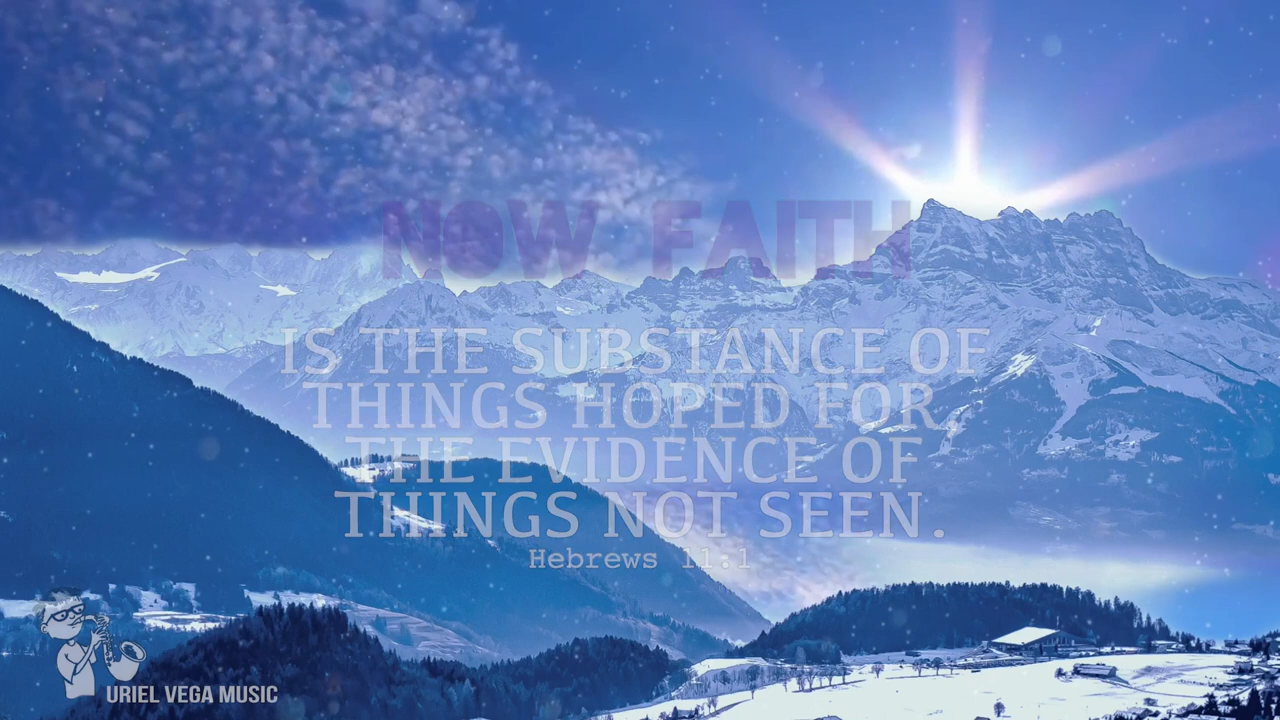 NOW FAITH
IS THE SUBSTANCE OF
THINGS HOPED FOR
THE EVIDENCE OF
THINGS NOT SEEN.
Hebrews 11:1
URIEL VEGA MUSIC